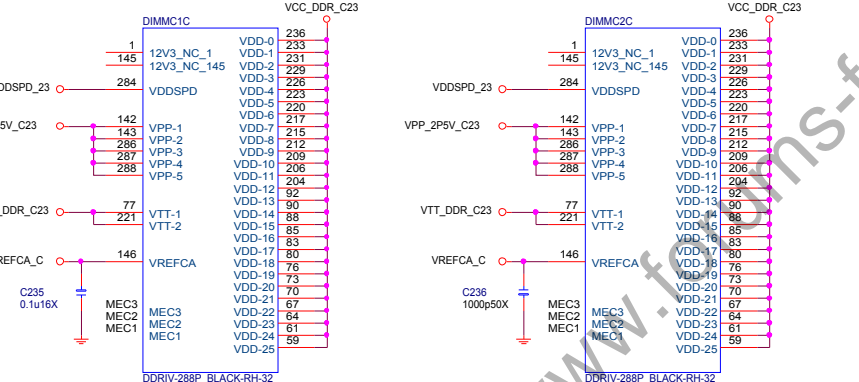 VCC_DDR_C23
DIMMC1C
1 12V3_NC_1
145 12V3_NC_145
DDSPD_23 284 VDDSPD
5V_C23 142 VPP-1
143 VPP-2
286 VPP-3
287 VPP-4
288 VPP-5
_DDR_C23 77 VTT-1
221 VTT-2
REFCA_C 146 VREFCA
C235
0.1u16X
MEC3 MEC3
MEC2 MEC2
MEC1 MEC1
VDD-0 236
VDD-1 233
VDD-2 231
VDD-3 229
VDD-4 226
VDD-5 223
VDD-6 220
VDD-7 217
VDD-8 215
VDD-9 212
VDD-10 209
VDD-11 206
VDD-12 204
VDD-13 92
VDD-14 90
VDD-15 88
VDD-16 85
VDD-17 83
VDD-18 80
VDD-19 76
VDD-20 73
VDD-21 70
VDD-22 67
VDD-23 64
VDD-24 61
VDD-25 59
DDRIV-288P_BLACK-RH-32
VCC_DDR_C23
DIMMC2C
1 12V3_NC_1
145 12V3_NC_145
VDDSPD_23 284 VDDSPD
VPP_2P5V_C23 142 VPP-1
143 VPP-2
286 VPP-3
287 VPP-4
288 VPP-5
VTT_DDR_C23 77 VTT-1
221 VTT-2
VREFCA_C 146 VREFCA
C236
1000p50X
MEC3 MEC3
MEC2 MEC2
MEC1 MEC1
VDD-0 236
VDD-1 233
VDD-2 231
VDD-3 229
VDD-4 226
VDD-5 223
VDD-6 220
VDD-7 217
VDD-8 215
VDD-9 212
VDD-10 209
VDD-11 206
VDD-12 204
VDD-13 92
VDD-14 90
VDD-15 88
VDD-16 85
VDD-17 83
VDD-18 80
VDD-19 76
VDD-20 73
VDD-21 70
VDD-22 67
VDD-23 64
VDD-24 61
VDD-25 59
DDRIV-288P_BLACK-RH-32
www.forums-f